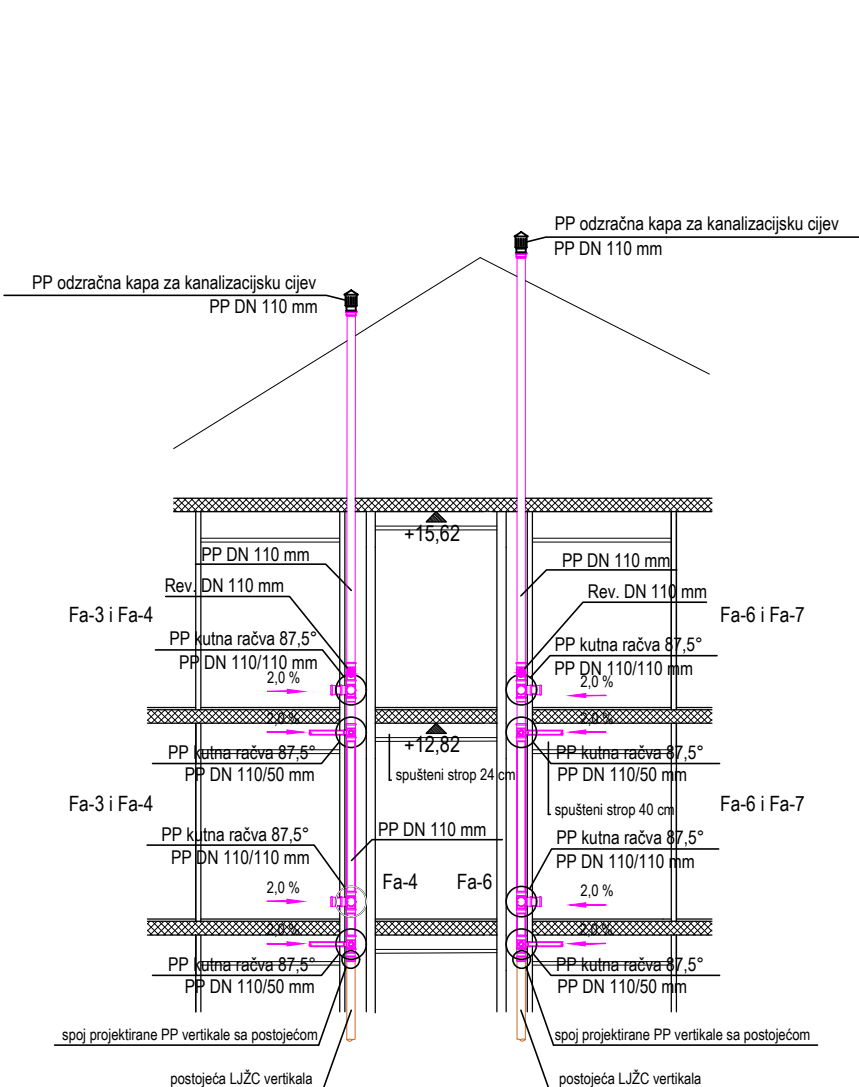 PP odzračna kapa za kanalizacijsku cijev
PP DN 110 mm
PP odzračna kapa za kanalizacijsku cijev
PP DN 110 mm
+15,62
PP DN 110 mm
PP DN 110 mm
Rev. DN 110 mm
Rev. DN 110 mm
Fa-3 i Fa-4
Fa-6 i Fa-7
PP kutna račva 87,5°
PP DN 110/110 mm
PP kutna račva 87,5°
PP DN 110/110 mm
2,0 %
2,0 %
2,0 %
2,0 %
+12,82
PP kutna račva 87,5°
PP DN 110/50 mm
spušteni strop 24 cm
PP kutna račva 87,5°
PP DN 110/50 mm
Fa-3 i Fa-4
spušteni strop 40 cm
Fa-6 i Fa-7
PP kutna račva 87,5°
PP DN 110/110 mm
PP DN 110 mm
PP kutna račva 87,5°
PP DN 110/110 mm
Fa-4
Fa-6
2,0 %
2,0 %
2,0 %
2,0 %
PP kutna račva 87,5°
PP DN 110/50 mm
PP kutna račva 87,5°
PP DN 110/50 mm
spoj projektirane PP vertikale sa postojećom
spoj projektirane PP vertikale sa postojećom
postojeća LJŽC vertikala
postojeća LJŽC vertikala